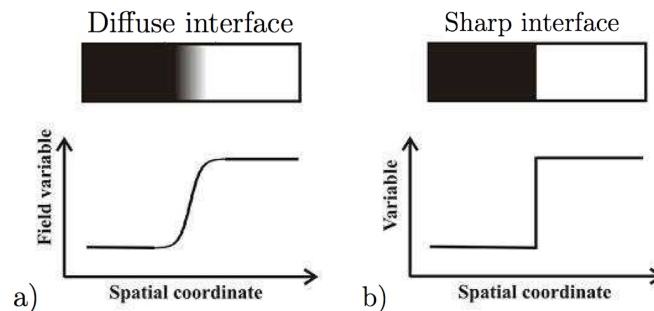 Diffuse interface
Sharp interface
Field variable
Spatial coordinate
a)
Variable
Spatial coordinate
b)